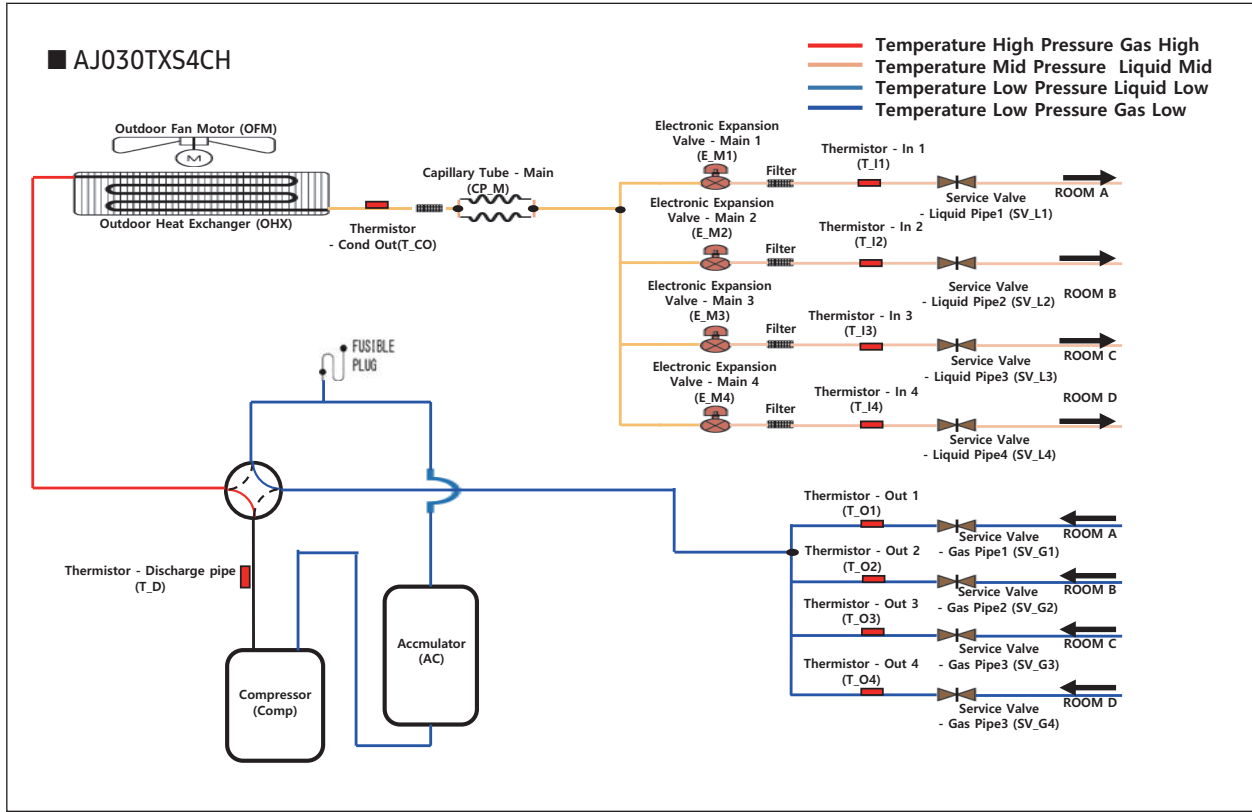 ■ AJ030TXS4CH
Temperature High Pressure Gas High
Temperature Mid Pressure Liquid Mid
Temperature Low Pressure Liquid Low
Temperature Low Pressure Gas Low
Outdoor Fan Motor (OFM)
M
Outdoor Heat Exchanger (OHX)
Thermistor
- Cond Out(T_CO)
Capillary Tube - Main
(CP_M)
Electronic Expansion
Valve - Main 1
(E_M1)
Filter
Thermistor - In 1
(T_I1)
Service Valve
- Liquid Pipe1 (SV_L1)
ROOM A
Electronic Expansion
Valve - Main 2
(E_M2)
Filter
Thermistor - In 2
(T_I2)
Service Valve
- Liquid Pipe2 (SV_L2)
ROOM B
Electronic Expansion
Valve - Main 3
(E_M3)
Filter
Thermistor - In 3
(T_I3)
Service Valve
- Liquid Pipe3 (SV_L3)
ROOM C
Electronic Expansion
Valve - Main 4
(E_M4)
Filter
Thermistor - In 4
(T_I4)
Service Valve
- Liquid Pipe4 (SV_L4)
ROOM D
FUSIBLE
PLUG
Thermistor - Discharge pipe
(T_D)
Compressor
(Comp)
Accmulator
(AC)
Thermistor - Out 1
(T_O1)
Service Valve
- Gas Pipe1 (SV_G1)
ROOM A
Thermistor - Out 2
(T_O2)
Service Valve
- Gas Pipe2 (SV_G2)
ROOM B
Thermistor - Out 3
(T_O3)
Service Valve
- Gas Pipe3 (SV_G3)
ROOM C
Thermistor - Out 4
(T_O4)
Service Valve
- Gas Pipe3 (SV_G4)
ROOM D